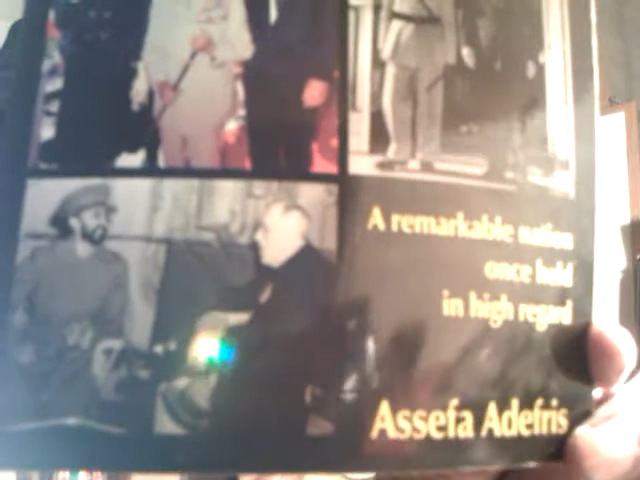 A remarkable nation
once held
in high regard
Assefa Adefris